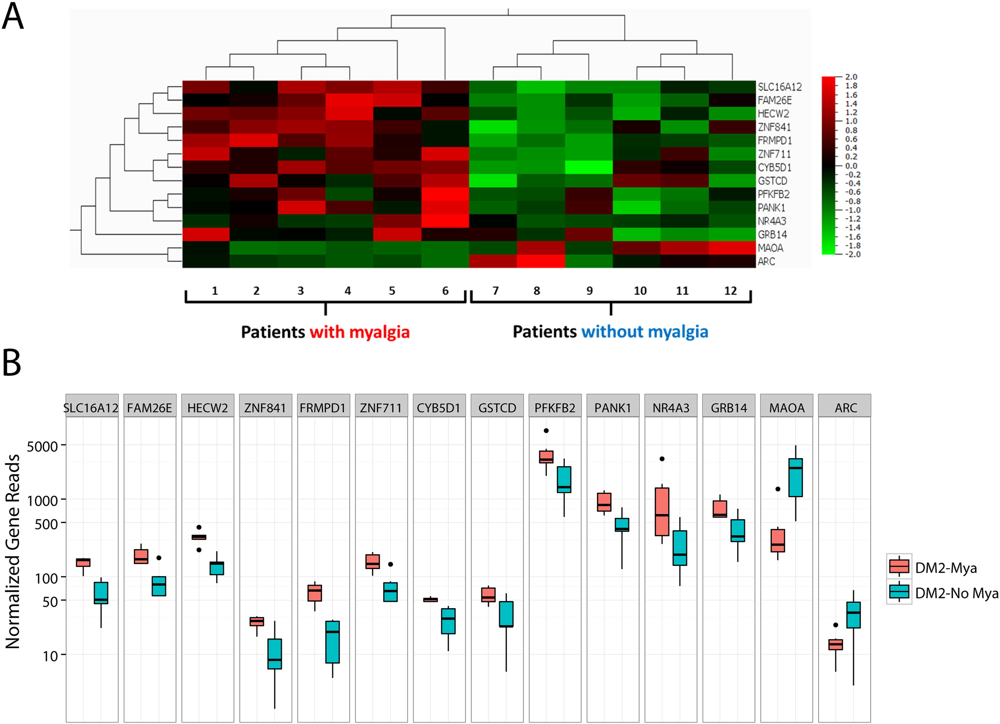 A
SLC16A12
FAM26E
HECW2
ZNF841
FRMPD1
ZNF711
CYB5D1
GSTCD
PFKFB2
PANK1
NR4A3
GRB14
MAOA
ARC
2.0
1.8
1.6
1.4
1.2
1.0
0.8
0.6
0.4
0.2
0.0
-0.2
-0.4
-0.6
-0.8
-1.0
-1.2
-1.4
-1.6
-1.8
-2.0
1 2 3 4 5 6 7 8 9 10 11 12
Patients with myalgia
Patients without myalgia
B
SLC16A12 FAM26E HECW2 ZNF841 FRMPD1 ZNF711 CYB5D1 GSTCD PFKFB2 PANK1 NR4A3 GRB14 MAOA ARC
Normalized Gene Reads
5000
1000
500
100
50
10
DM2-Mya
DM2-No Mya